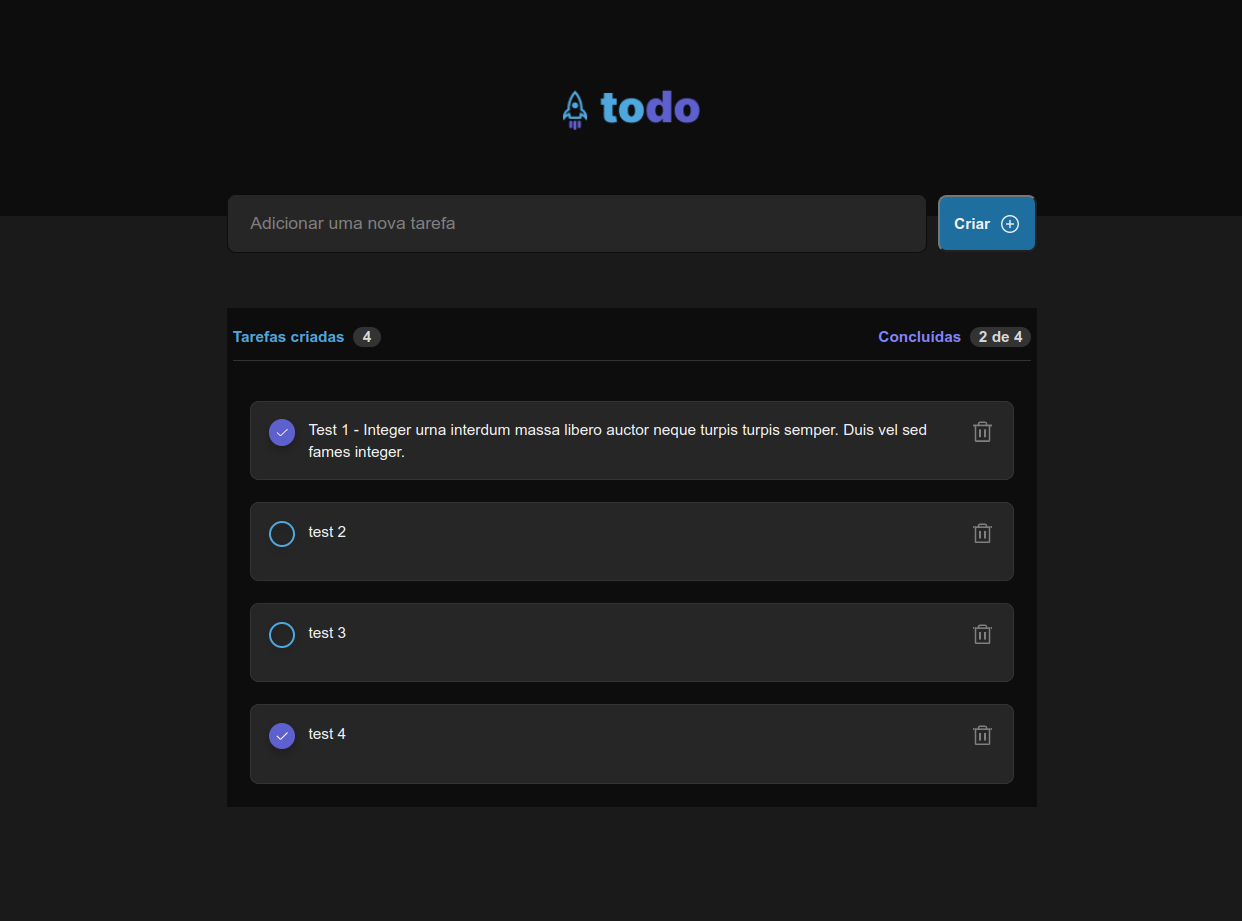 todo
Adicionar uma nova tarefa
Criar
Tarefas criadas 4
Concluídas 2 de 4
Test 1 - Integer urna interdum massa libero auctor neque turpis turpis semper. Duis vel sed
fames integer.
test 2
test 3
test 4